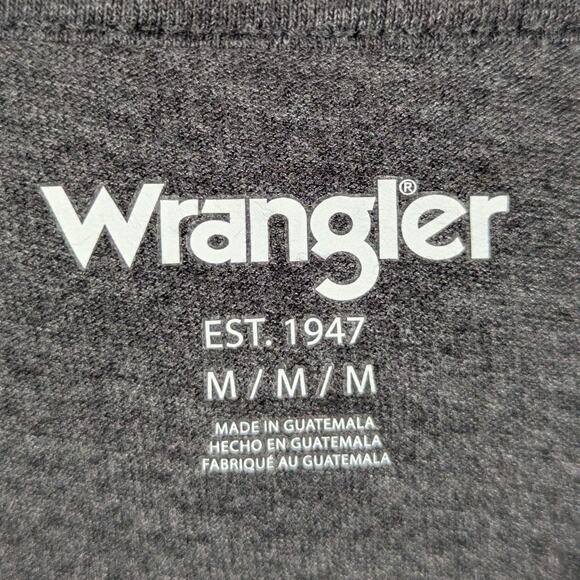 Wrangler®
EST. 1947
M / M / M
MADE IN GUATEMALA
HECHO EN GUATEMALA
FABRIQUÉ AU GUATEMALA